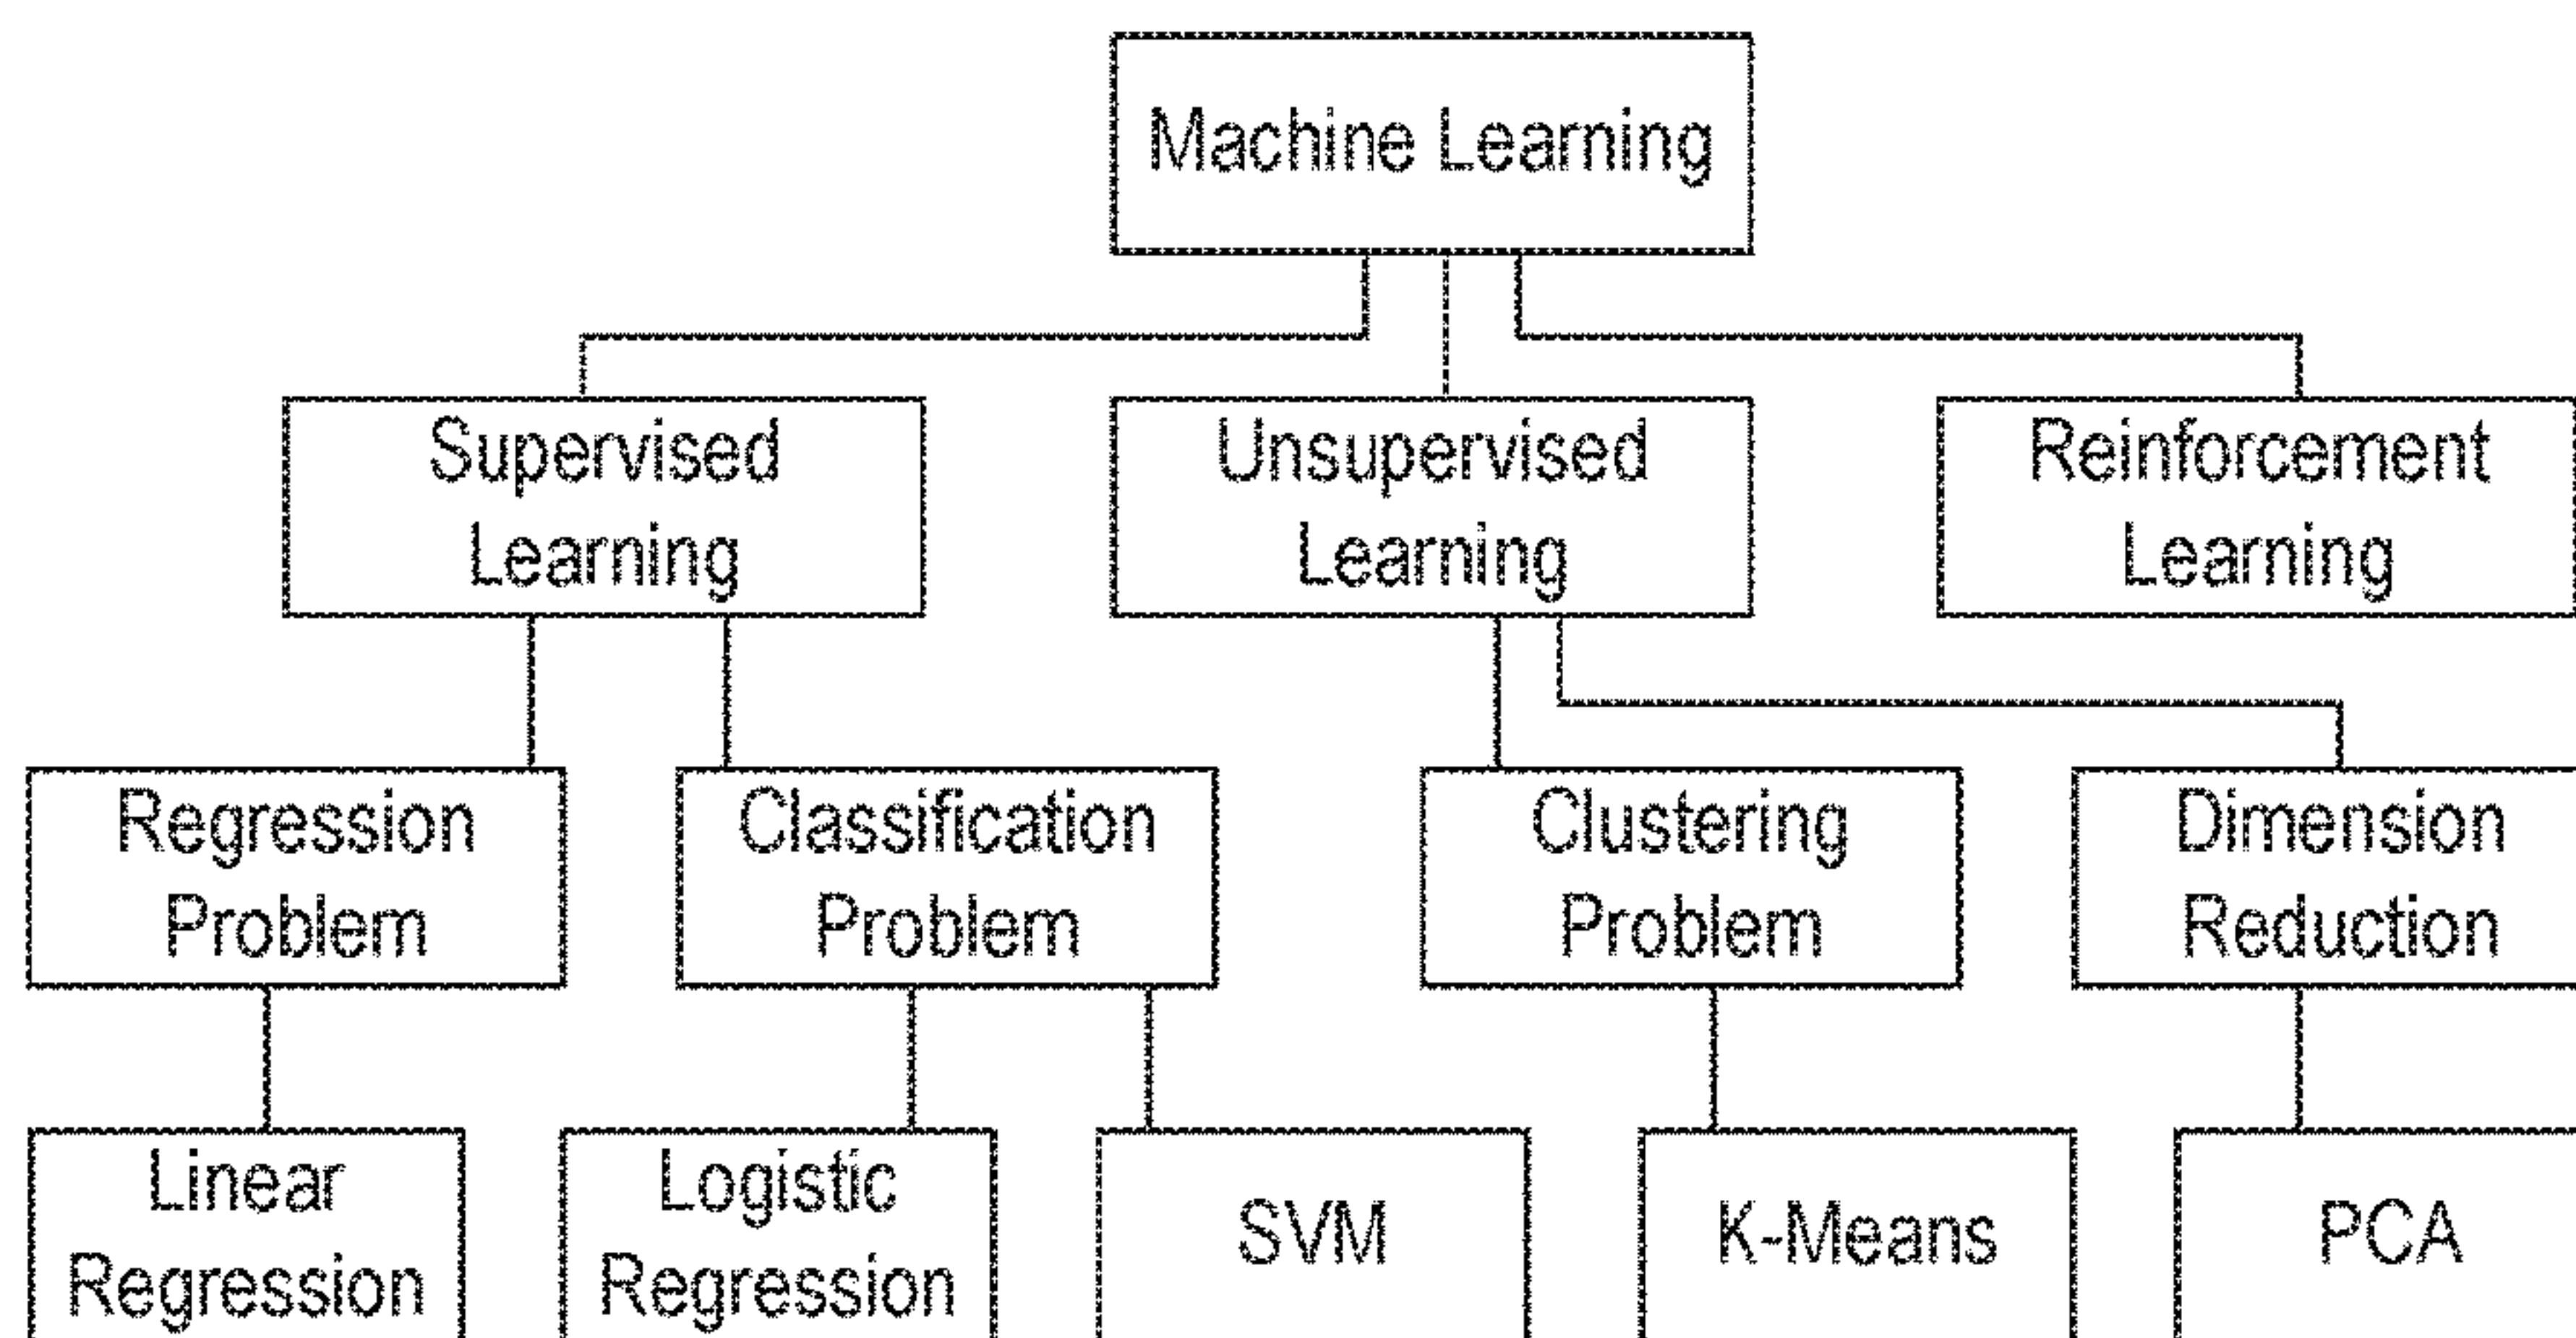 Machine Learning
Supervised
Learning
Unsupervised
Learning
Reinforcement
Learning
Regression
Problem
Classification
Problem
Clustering
Problem
Dimension
Reduction
Linear
Regression
Logistic
Regression
SVM
K-Means
PCA